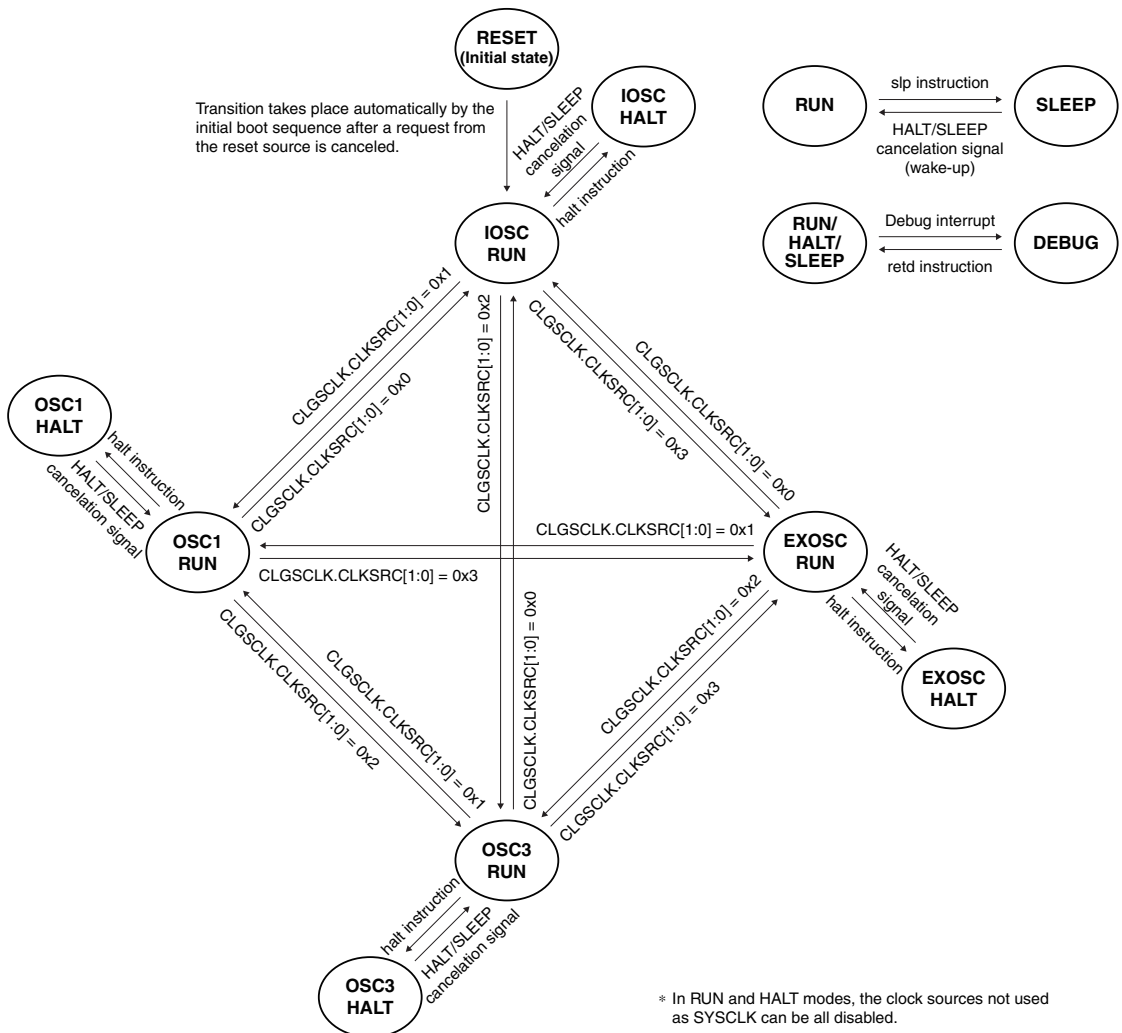 RESET
(Initial state)
Transition takes place automatically by the
initial boot sequence after a request from
the reset source is canceled.
IOSC
HALT
HALT/SLEEP
cancelation
signal
halt instruction
IOSC
RUN
RUN
slp instruction
HALT/SLEEP
cancelation signal
(wake-up)
SLEEP
RUN/
HALT/
SLEEP
Debug interrupt
retd instruction
DEBUG
CLGSCLK.CLKSRC[1:0] = 0x1
CLGSCLK.CLKSRC[1:0] = 0x0
CLGSCLK.CLKSRC[1:0] = 0x2
CLGSCLK.CLKSRC[1:0] = 0x0
CLGSCLK.CLKSRC[1:0] = 0x3
CLGSCLK.CLKSRC[1:0] = 0x0
OSC1
HALT
halt instruction
HALT/SLEEP
cancelation signal
OSC1
RUN
CLGSCLK.CLKSRC[1:0] = 0x1
CLGSCLK.CLKSRC[1:0] = 0x3
EXOSC
RUN
HALT/SLEEP
cancelation
signal
halt instruction
EXOSC
HALT
CLGSCLK.CLKSRC[1:0] = 0x1
CLGSCLK.CLKSRC[1:0] = 0x2
CLGSCLK.CLKSRC[1:0] = 0x2
CLGSCLK.CLKSRC[1:0] = 0x3
OSC3
RUN
halt instruction
HALT/SLEEP
cancelation signal
OSC3
HALT
* In RUN and HALT modes, the clock sources not used
as SYSCLK can be all disabled.